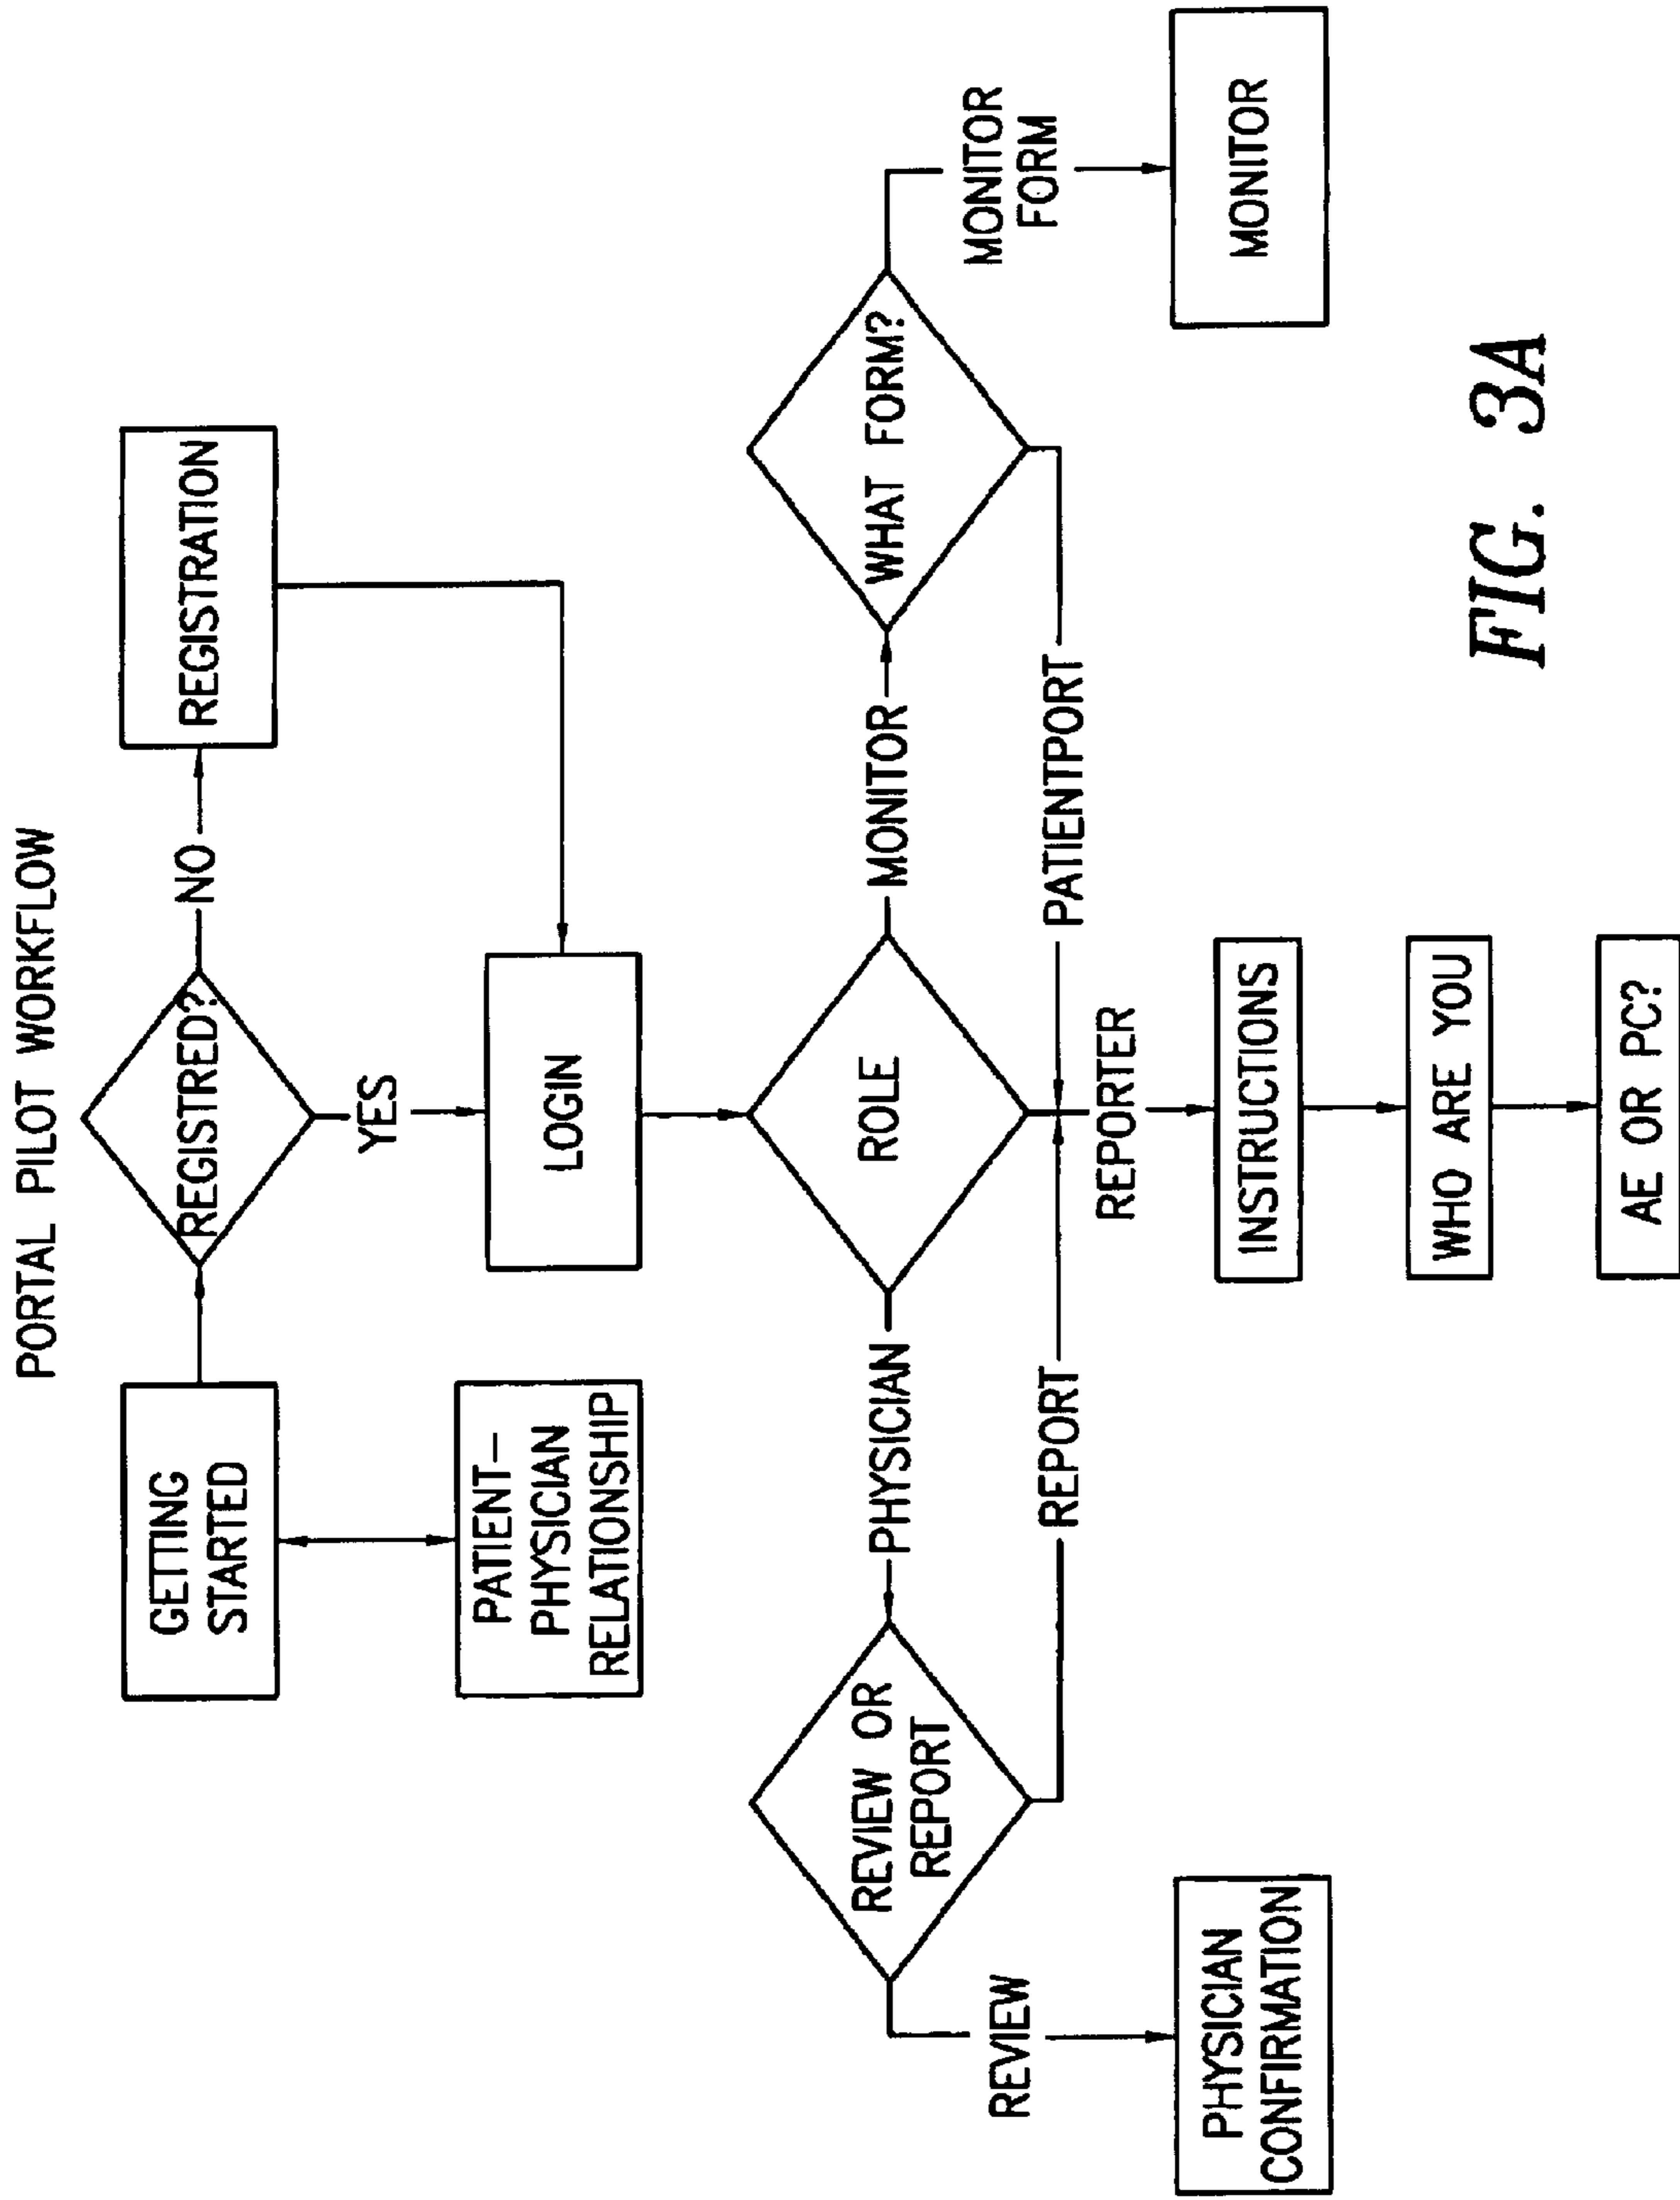 PORTAL PILOT WORKFLOW
GETTING
STARTED
REGISTRED?
NO
REGISTRATION
YES
PATIENT–
PHYSICIAN
RELATIONSHIP
LOGIN
REVIEW OR
REPORT
PHYSICIAN
ROLE
MONITOR
WHAT FORM?
REVIEW
REPORT
REPORTER
PATIENTPORT
MONITOR
FORM
PHYSICIAN
CONFIRMATION
INSTRUCTIONS
MONITOR
WHO ARE YOU
AE OR PC?
FIG. 3A